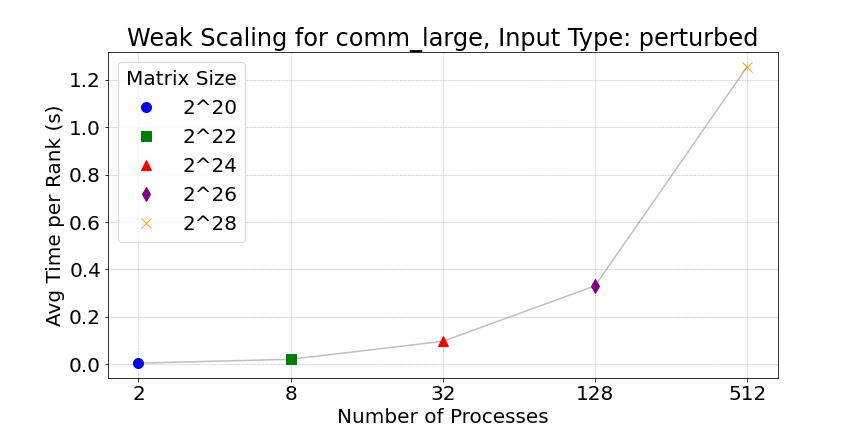 Weak Scaling for comm_large, Input Type: perturbed
Avg Time per Rank (s)
1.2
1.0
0.8
0.6
0.4
0.2
0.0
Matrix Size
2^20
2^22
2^24
2^26
2^28
2 8 32 128 512
Number of Processes